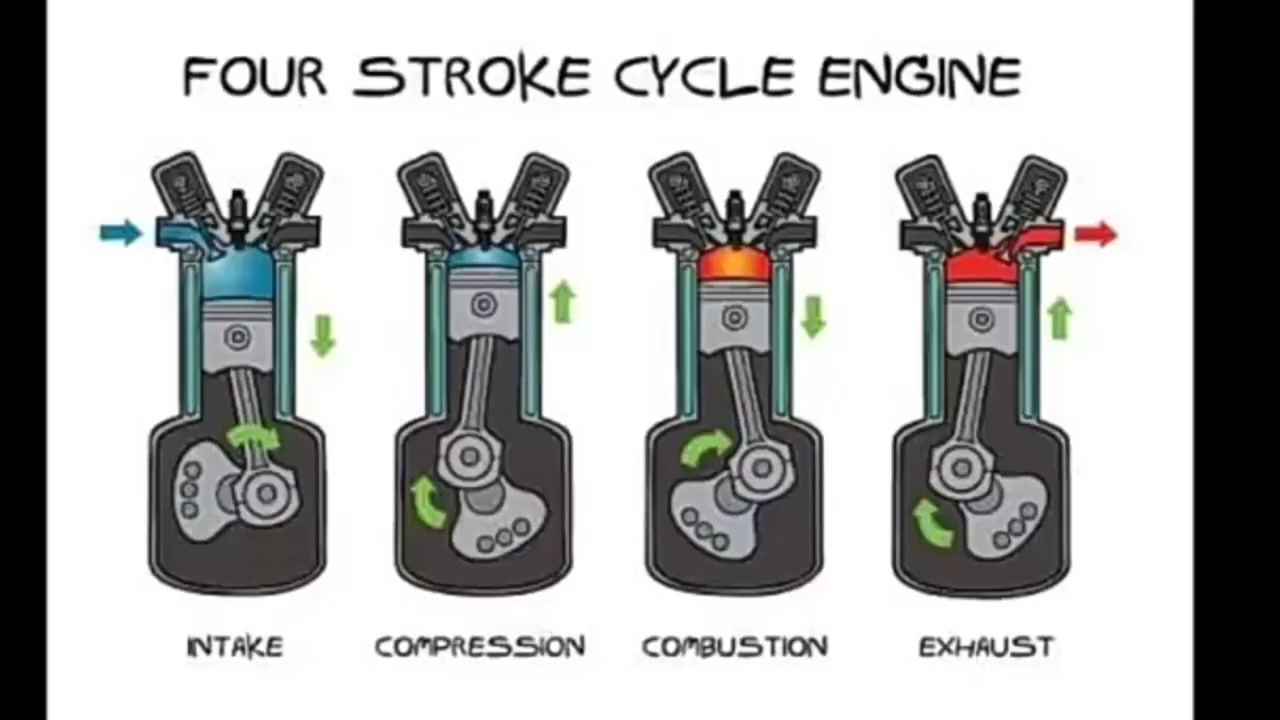 FOUR STROKE CYCLE ENGINE
INTAKE
COMPRESSION
COMBUSTION
EXHAUST